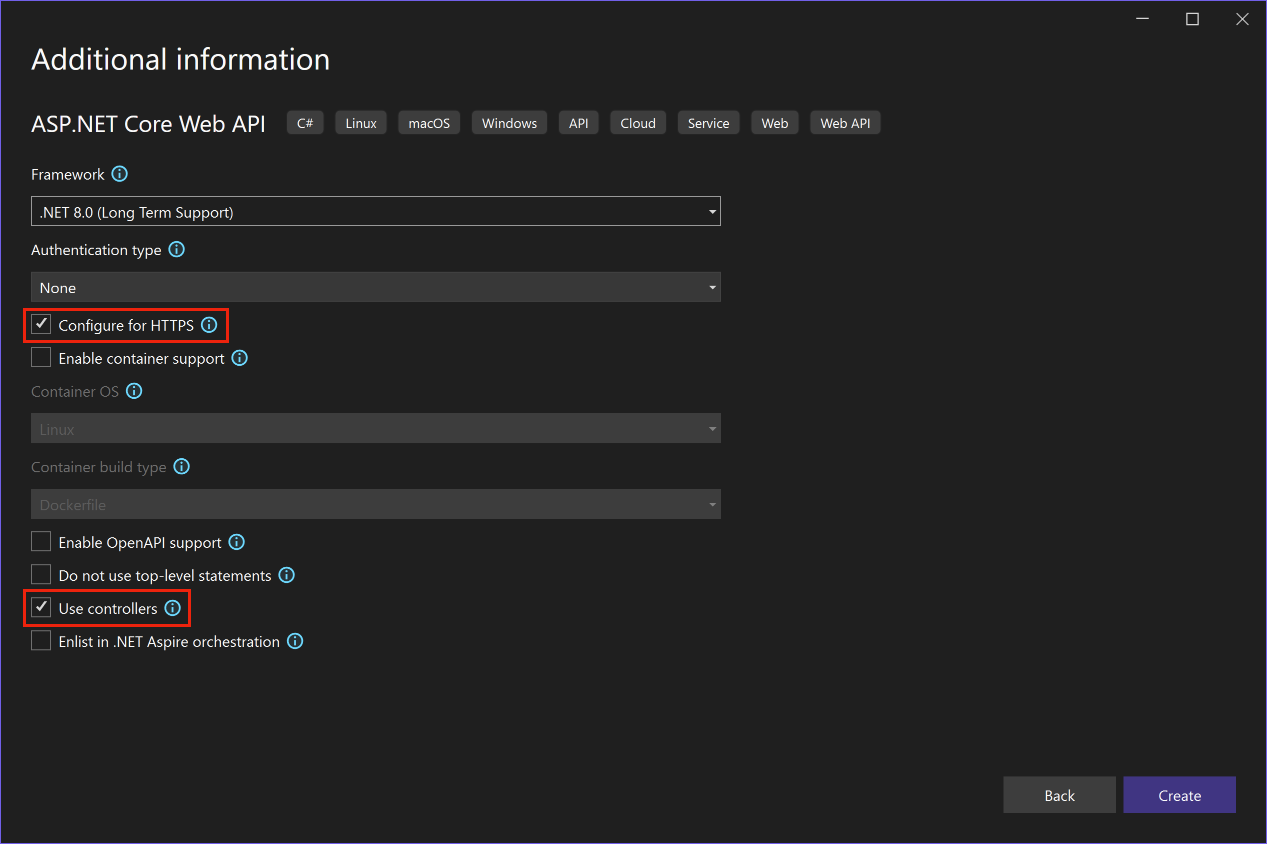 Additional information
ASP.NET Core Web API C# Linux macOS Windows API Cloud Service Web Web API
Framework
.NET 8.0 (Long Term Support)
Authentication type
None
Configure for HTTPS
Enable container support
Container OS
Linux
Container build type
Dockerfile
Enable OpenAPI support
Do not use top-level statements
Use controllers
Enlist in .NET Aspire orchestration
Back Create